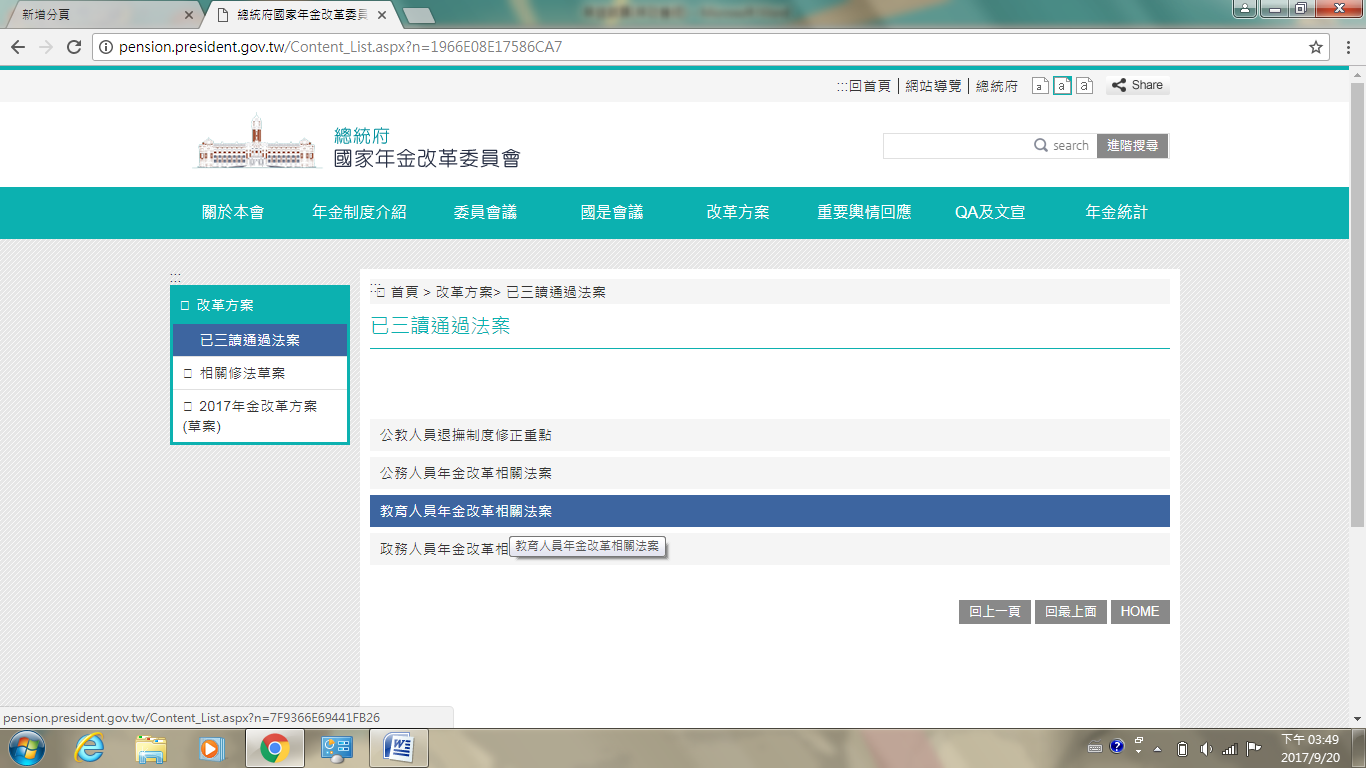 新增分頁
總統府國家年金改革委員
pension.president.gov.tw/Content_List.aspx?n=1966E08E17586CA7
:::回首頁 | 網站導覽 | 總統府 a a a Share
總統府
國家年金改革委員會
search 進階搜尋
關於本會 年金制度介紹 委員會議 國是會議 改革方案 重要輿情回應 QA及文宣 年金統計
:::
改革方案
已三讀通過法案
相關修法草案
2017年金改革方案
(草案)
:::
首頁 > 改革方案> 已三讀通過法案
已三讀通過法案
公教人員退撫制度修正重點
公務人員年金改革相關法案
教育人員年金改革相關法案
政務人員年金改革相
教育人員年金改革相關法案
回上一頁 回最上面 HOME
pension.president.gov.tw/Content_List.aspx?n=7F9366E69441FB26
下午 03:49
2017/9/20